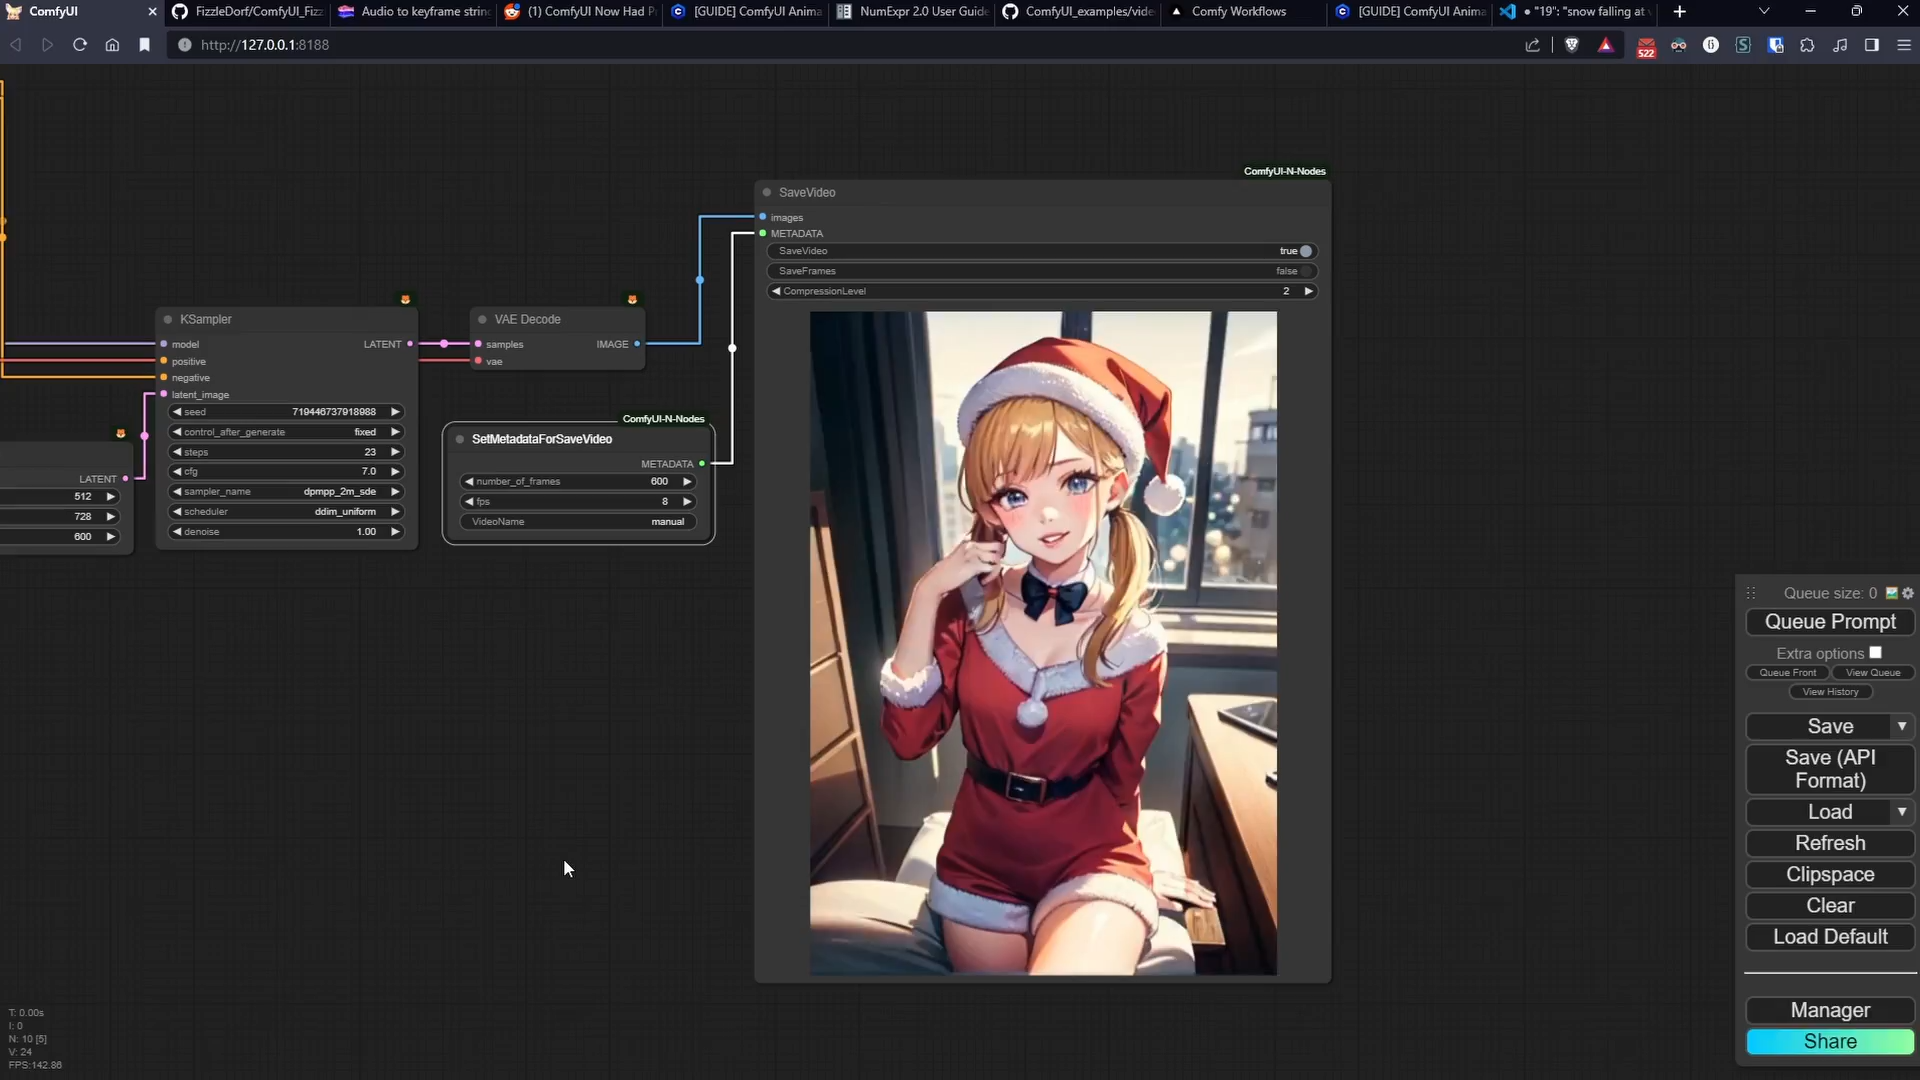 ComfyUI
FizzleDorf/ComfyUI_Fizz
Audio to keyframe string
(1) ComfyUI Now Had P
[GUIDE] ComfyUI Anima
NumExpr 2.0 User Guide
ComfyUI_examples/vide
Comfy Workflows
[GUIDE] ComfyUI Anima
● "19": "snow falling at
http://127.0.0.1:8188
522
ComfyUI-N-Nodes
SaveVideo
images
METADATA
SaveVideo true
SaveFrames false
CompressionLevel 2
KSampler
model LATENT
positive
negative
latent_image
seed 719446737918988
control_after_generate fixed
steps 23
cfg 7.0
sampler_name dpmpp_2m_sde
scheduler ddim_uniform
denoise 1.00
VAE Decode
samples IMAGE
vae
ComfyUI-N-Nodes
SetMetadataForSaveVideo
METADATA
number_of_frames 600
fps 8
VideoName manual
LATENT
512
728
600
Queue size: 0
Queue Prompt
Extra options
Queue Front View Queue
View History
Save
Save (API
Format)
Load
Refresh
Clipspace
Clear
Load Default
Manager
Share
T: 0.00s
I: 0
N: 10 [5]
V: 24
FPS:142.86